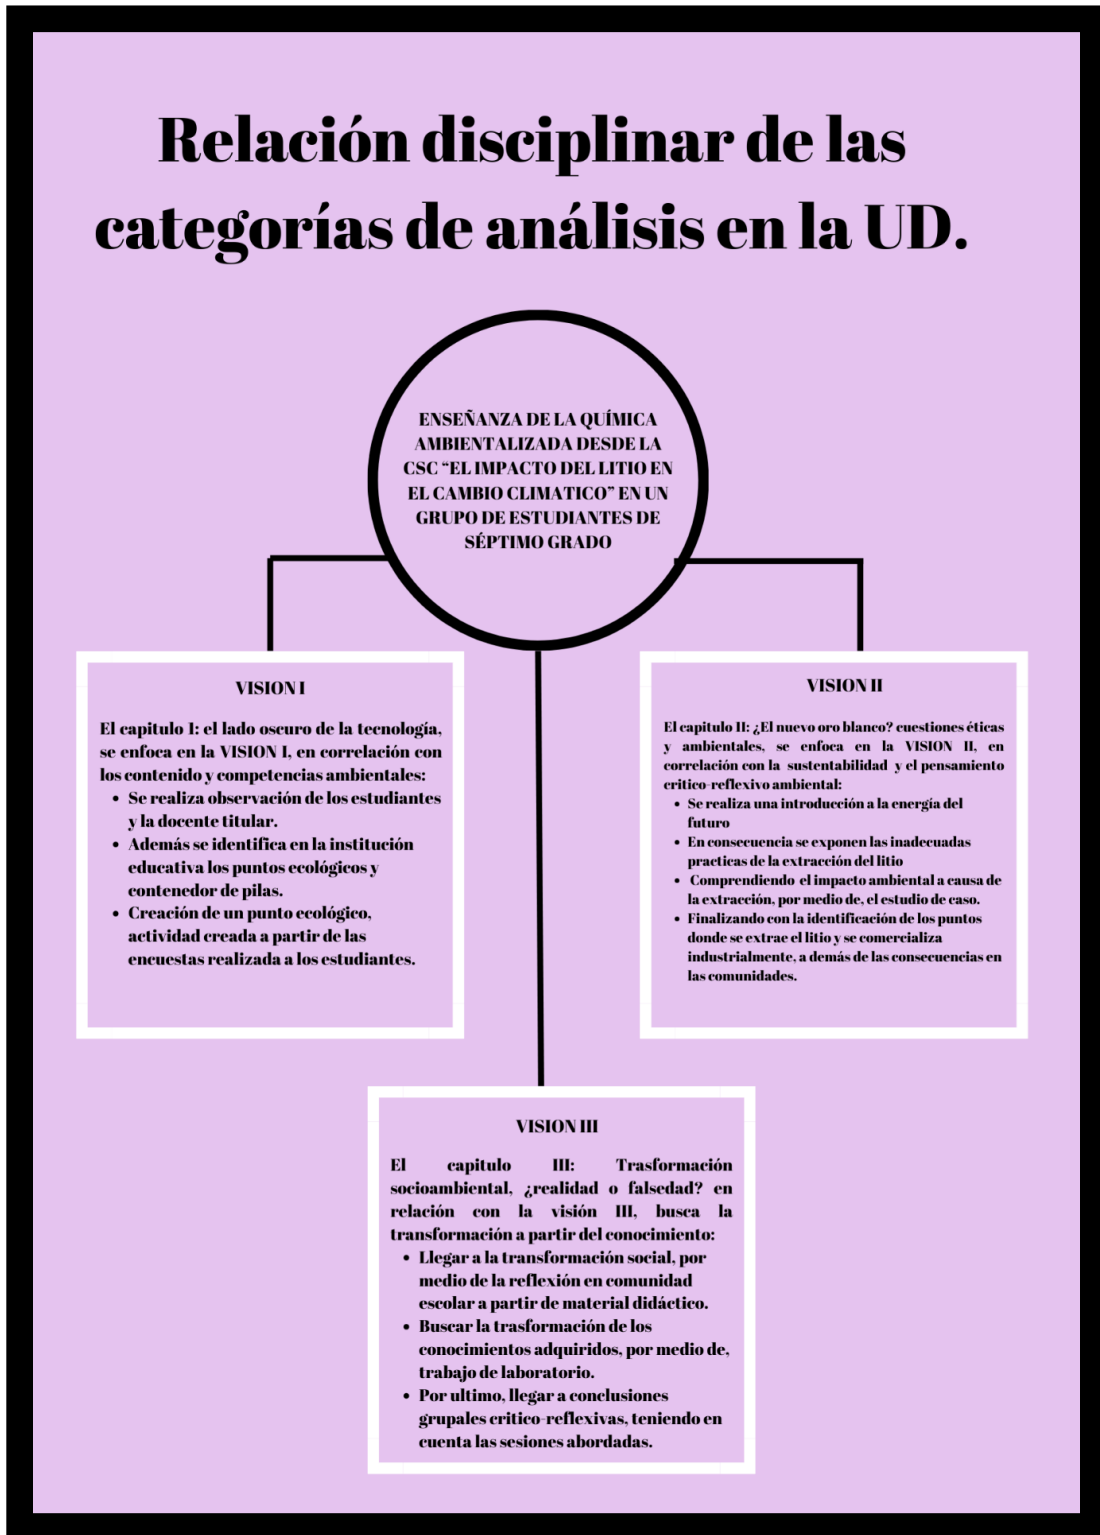 Relación disciplinar de las
categorías de análisis en la UD.
ENSEÑANZA DE LA QUÍMICA
AMBIENTALIZADA DESDE LA
CSC “EL IMPACTO DEL LITIO EN
EL CAMBIO CLIMATICO” EN UN
GRUPO DE ESTUDIANTES DE
SÉPTIMO GRADO
VISION I
El capitulo 1: el lado oscuro de la tecnología,
se enfoca en la VISION I, en correlación con
los contenido y competencias ambientales:
• Se realiza observación de los estudiantes
y la docente titular.
• Además se identifica en la institución
educativa los puntos ecológicos y
contenedor de pilas.
• Creación de un punto ecológico,
actividad creada a partir de las
encuestas realizada a los estudiantes.
VISION II
El capitulo II: ¿El nuevo oro blanco? cuestiones éticas
y ambientales, se enfoca en la VISION II, en
correlación con la sustentabilidad y el pensamiento
critico-reflexivo ambiental:
• Se realiza una introducción a la energía del
futuro
• En consecuencia se exponen las inadecuadas
practicas de la extracción del litio
• Comprendiendo el impacto ambiental a causa de
la extracción, por medio de, el estudio de caso.
• Finalizando con la identificación de los puntos
donde se extrae el litio y se comercializa
industrialmente, a demás de las consecuencias en
las comunidades.
VISION III
El capitulo III: Trasformación
socioambiental, ¿realidad o falsedad? en
relación con la visión III, busca la
transformación a partir del conocimiento:
• Llegar a la transformación social, por
medio de la reflexión en comunidad
escolar a partir de material didáctico.
• Buscar la trasformación de los
conocimientos adquiridos, por medio de,
trabajo de laboratorio.
• Por ultimo, llegar a conclusiones
grupales critico-reflexivas, teniendo en
cuenta las sesiones abordadas.